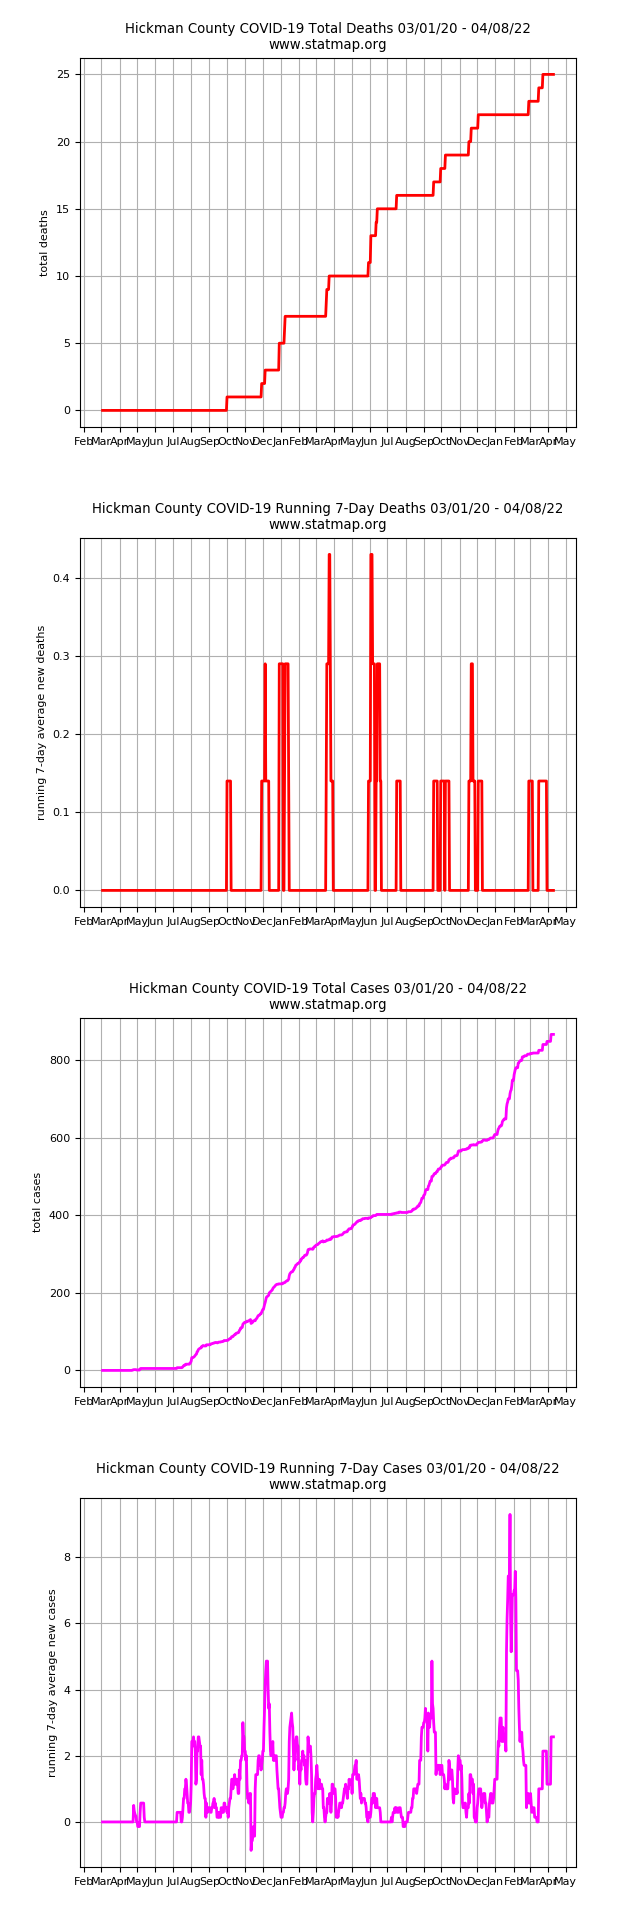 Hickman County COVID-19 Total Deaths 03/01/20 - 04/08/22
www.statmap.org
25
20
15
10
5
0
total deaths
Feb Mar Apr May Jun Jul Aug Sep Oct Nov Dec Jan Feb Mar Apr May Jun Jul Aug Sep Oct Nov Dec Jan Feb Mar Apr May
Hickman County COVID-19 Running 7-Day Deaths 03/01/20 - 04/08/22
www.statmap.org
0.4
0.3
0.2
0.1
0.0
running 7-day average new deaths
Feb Mar Apr May Jun Jul Aug Sep Oct Nov Dec Jan Feb Mar Apr May Jun Jul Aug Sep Oct Nov Dec Jan Feb Mar Apr May
Hickman County COVID-19 Total Cases 03/01/20 - 04/08/22
www.statmap.org
800
600
400
200
0
total cases
Feb Mar Apr May Jun Jul Aug Sep Oct Nov Dec Jan Feb Mar Apr May Jun Jul Aug Sep Oct Nov Dec Jan Feb Mar Apr May
Hickman County COVID-19 Running 7-Day Cases 03/01/20 - 04/08/22
www.statmap.org
8
6
4
2
0
running 7-day average new cases
Feb Mar Apr May Jun Jul Aug Sep Oct Nov Dec Jan Feb Mar Apr May Jun Jul Aug Sep Oct Nov Dec Jan Feb Mar Apr May